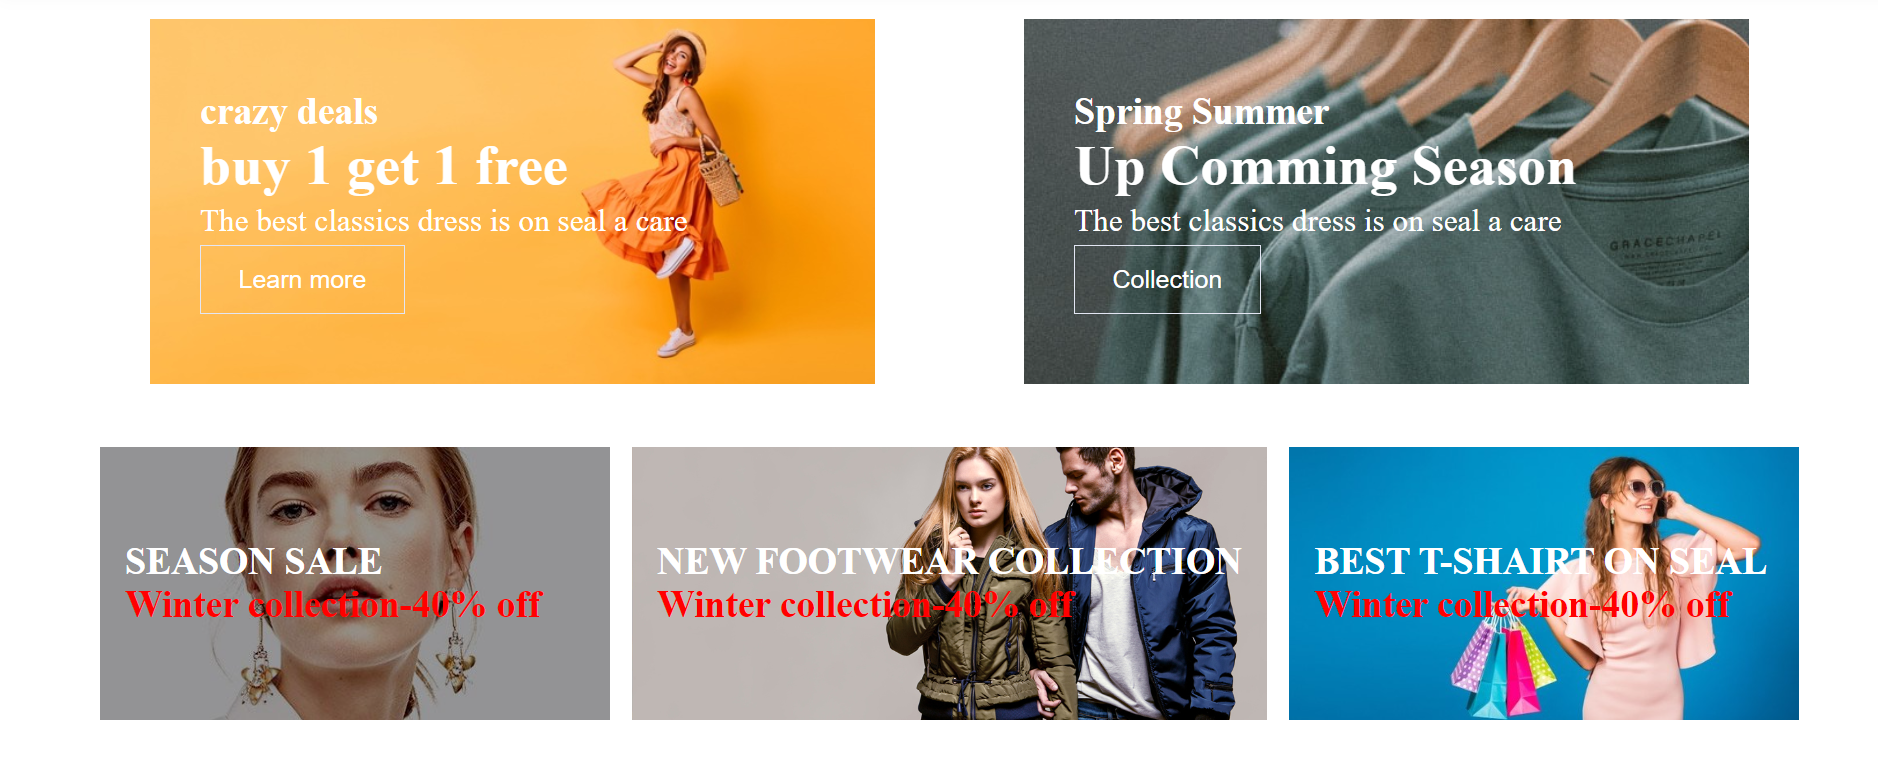 crazy deals
buy 1 get 1 free
The best classics dress is on seal a care
Learn more
Spring Summer
Up Comming Season
The best classics dress is on seal a care
Collection
GRACECHAPEL
SEASON SALE
Winter collection-40% off
NEW FOOTWEAR COLLECTION
Winter collection-40% off
BEST T-SHAIRT ON SEAL
Winter collection-40% off